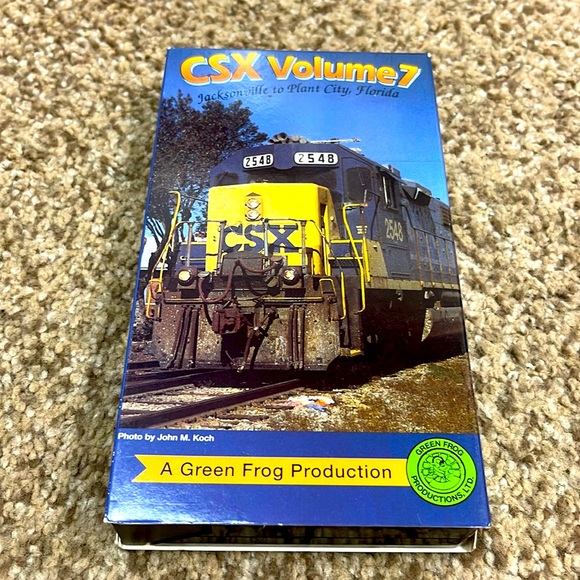 CSX Volume 7
Jacksonville to Plant City, Florida
2548 2548
CSX
2548
Photo by John M. Koch
A Green Frog Production
GREEN FROG
PRODUCTIONS, LTD.